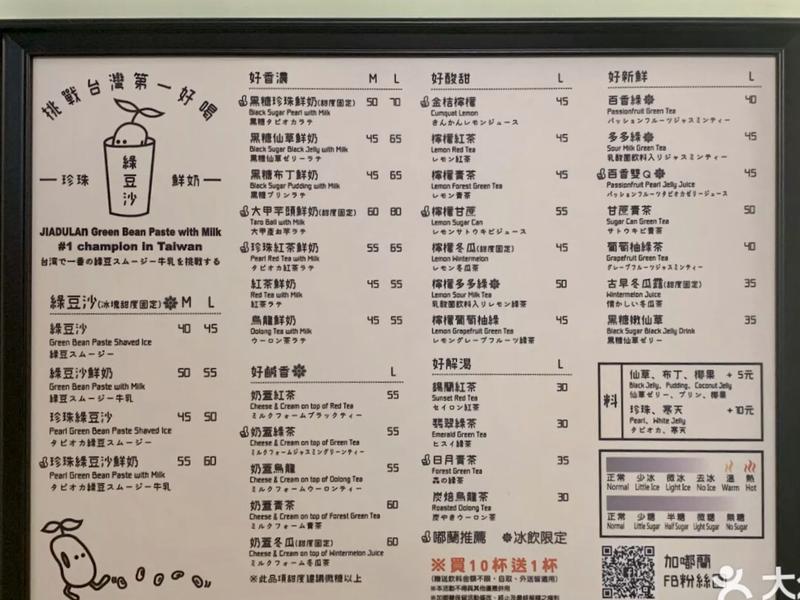 挑戰台灣第一好喝
綠豆沙
珍珠 鮮奶
JIADULAN Green Bean Paste with Milk
#1 champion in Taiwan
台湾で一番の緑豆スムージー牛乳を挑戦する
綠豆沙(冰塊甜度固定) M L
綠豆沙 40 45
Green Bean Paste Shaved Ice
緑豆スムージー
綠豆沙鮮奶 50 55
Green Bean Paste with Milk
緑豆スムージー牛乳
珍珠綠豆沙 45 50
Pearl Green Bean Paste Shaved Ice
タピオカ緑豆スムージー
珍珠綠豆沙鮮奶 55 60
Pearl Green Bean Paste with Milk
タピオカ緑豆スムージー牛乳
好香濃 M L
黑糖珍珠鮮奶(甜度固定) 50 70
Black Sugar Pearl with Milk
黒糖タピオカラテ
黑糖仙草鮮奶 45 65
Black Sugar Black Jelly with Milk
黒糖仙草ゼリーラテ
黑糖布丁鮮奶 45 65
Black Sugar Pudding with Milk
黒糖プリンラテ
大甲芋頭鮮奶(甜度固定) 60 80
Taro Ball with Milk
大甲産お芋ラテ
珍珠紅茶鮮奶 55 65
Pearl Red Tea with Milk
タピオカ紅茶ラテ
紅茶鮮奶 45 55
Red Tea with Milk
紅茶ラテ
烏龍鮮奶 45 55
Oolong Tea with Milk
ウーロン茶ラテ
好鹹香 L
奶蓋紅茶 55
Cheese & Cream on top of Red Tea
ミルクフォームブラックティー
奶蓋綠茶 55
Cheese & Cream on top of Green Tea
ミルクフォームジャスミングリーンティー
奶蓋烏龍 55
Cheese & Cream on top of Oolong Tea
ミルクフォームウーロンティー
奶蓋青茶 60
Cheese & Cream on top of Forest Green Tea
ミルクフォーム青茶
奶蓋冬瓜(甜度固定) 60
Cheese & Cream on top of Wintermelon Juice
ミルクフォーム冬瓜茶
※此品項甜度建議微糖以上
好酸甜 L
金桔檸檬 45
Cumquat Lemon
きんかんレモンジュース
檸檬紅茶 45
Lemon Red Tea
レモン紅茶
檸檬青茶 45
Lemon Forest Green Tea
レモン青茶
檸檬甘蔗 55
Lemon Sugar Can
レモンサトウキビジュース
檸檬冬瓜(甜度固定) 45
Lemon Wintermelon
レモン冬瓜茶
檸檬多多綠 50
Lemon Sour Milk Tea
乳酸菌飲料入りレモン緑茶
檸檬葡萄柚綠 45
Lemon Grapefruit Green Tea
レモングレープフルーツ緑茶
好解渴 L
錫蘭紅茶 30
Sunset Red Tea
セイロン紅茶
翡翠綠茶 30
Emerald Green Tea
ヒスイ緑茶
日月青茶 35
Forest Green Tea
森の緑茶
炭焙烏龍茶 30
Roasted Oolong Tea
炭やきウーロン茶
嘟蘭推薦 冰飲限定
※買10杯送1杯
(贈送飲料金額不限，自取、外送皆適用)
※本活動不得與其他優惠併用
好新鮮 L
百香綠 40
Passionfruit Green Tea
パッションフルーツジャスミンティー
多多綠 45
Sour Milk Green Tea
乳酸菌飲料入りジャスミンティー
百香雙Q 45
Passionfruit Pearl Jelly Juice
パッションフルーツタピオカゼリージュース
甘蔗青茶 50
Sugar Can Green Tea
サトウキビ青茶
葡萄柚綠茶 40
Grapefruit Green Tea
グレープフルーツジャスミンティー
古早冬瓜露(甜度固定) 35
Wintermelon Juice
懐かしい冬瓜茶
黑糖嫩仙草 35
Black Sugar Black Jelly Drink
黒糖仙草ゼリー
料
仙草、布丁、椰果 +5元
Black Jelly, Pudding, Coconut Jelly
仙草ゼリー、プリン、椰果
珍珠、寒天 +10元
Pearl, White Jelly
タピオカ、寒天
正常 少冰 微冰 去冰 溫 熱
Normal Little Ice Light Ice No Ice Warm Hot
正常 少糖 半糖 微糖 無糖
Normal Little Sugar Half Sugar Light Sugar No Sugar
加嘟蘭
FB粉絲團
大